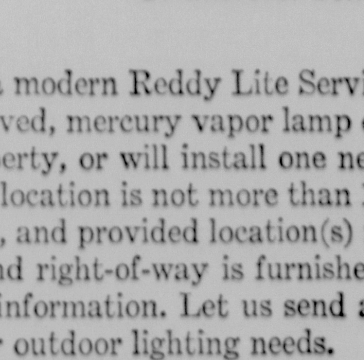 modern Reddy Lite Servi
ved, mercury vapor lamp
erty, or will install one ne
location is not more than
, and provided location(s)
nd right-of-way is furnishe
information. Let us send a
r outdoor lighting needs.